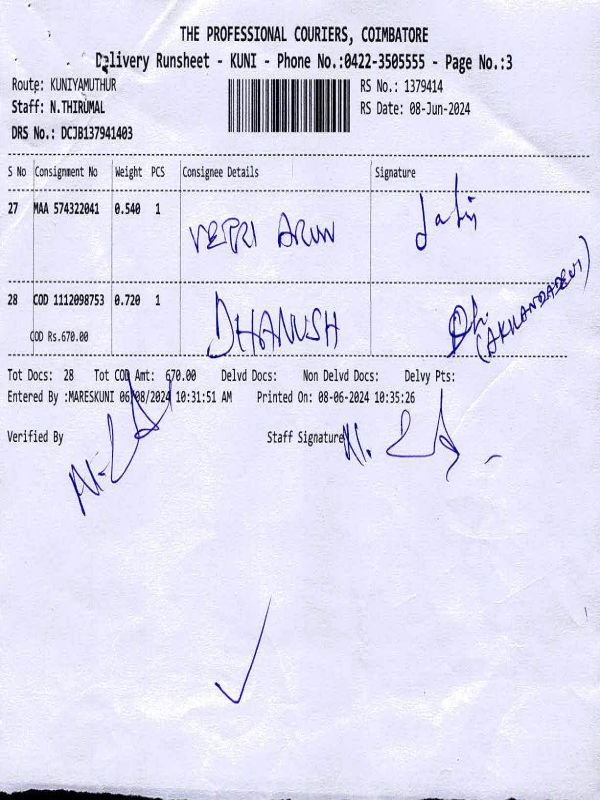 THE PROFESSIONAL COURIERS, COIMBATORE
Delivery Runsheet - KUNI - Phone No.:0422-3505555 - Page No.:3
Route: KUNIYAMUTHUR RS No.: 1379414
Staff: N.THIRUMAL RS Date: 08-Jun-2024
DRS No.: DCJB137941403
S No Consignment No Weight PCS Consignee Details Signature
27 MAA 574322041 0.540 1 VETRI ARUN
28 COD 1112098753 0.720 1 DHANUSH
(AKILANDADEVI)
COD Rs.670.00
Tot Docs: 28 Tot COD Amt: 670.00 Delvd Docs: Non Delvd Docs: Delvy Pts:
Entered By :MARESKUNI 06/08/2024 10:31:51 AM Printed On: 08-06-2024 10:35:26
Verified By Staff Signature